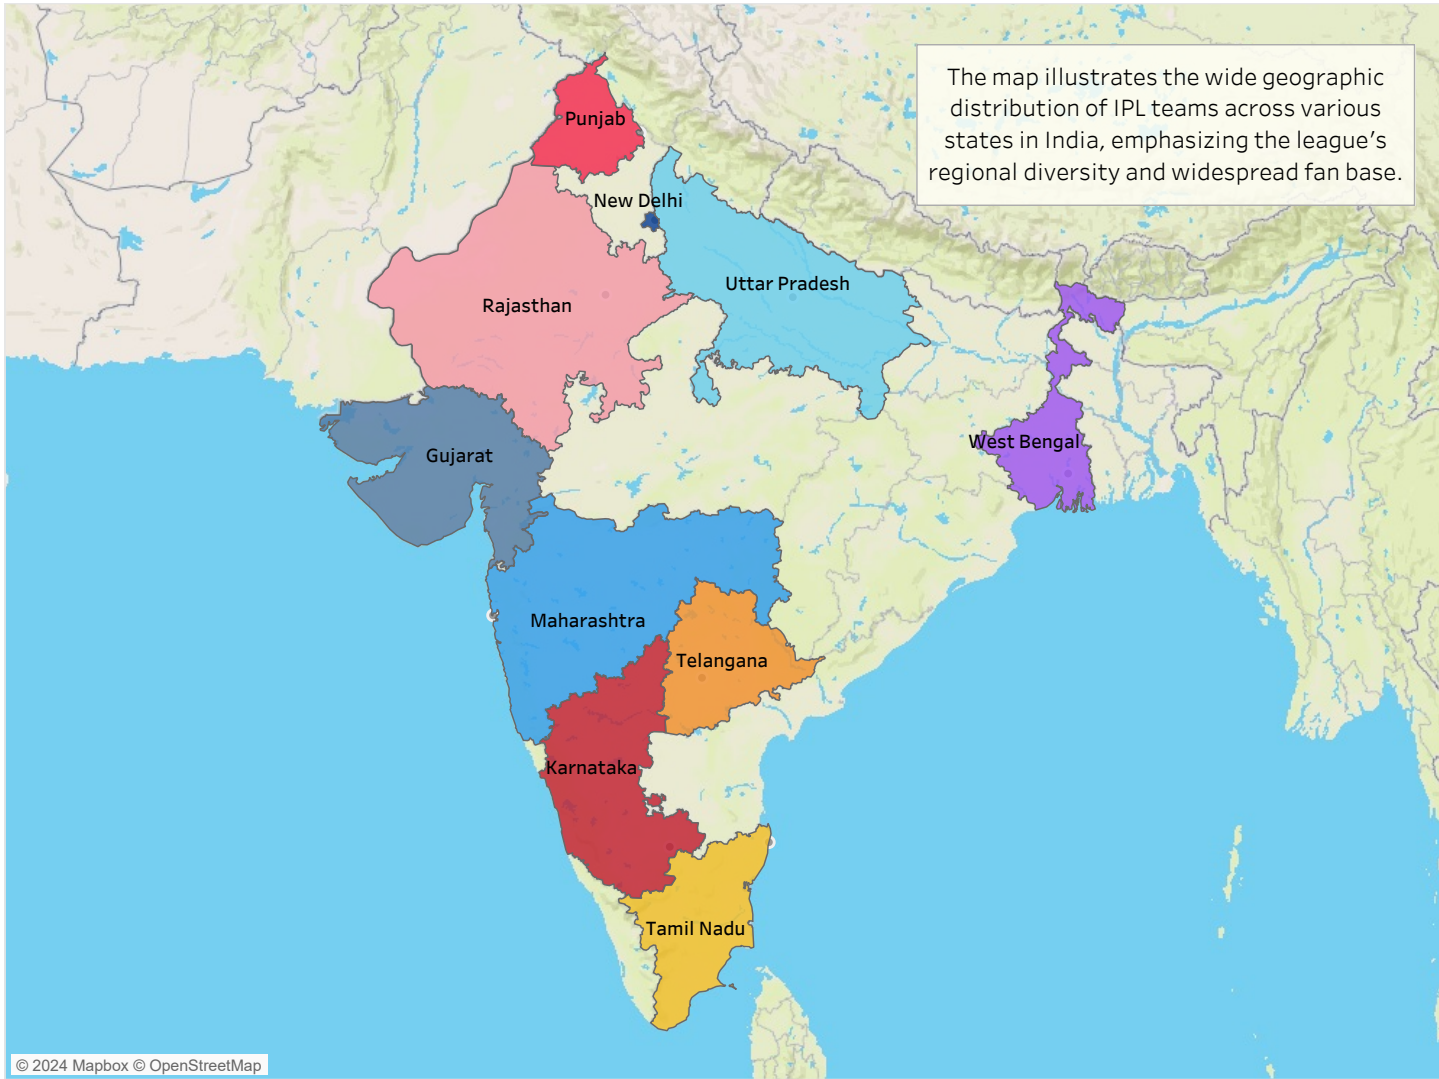 The map illustrates the wide geographic
distribution of IPL teams across various
states in India, emphasizing the league's
regional diversity and widespread fan base.
Punjab
New Delhi
Uttar Pradesh
Rajasthan
West Bengal
Gujarat
Maharashtra
Telangana
Karnataka
Tamil Nadu
© 2024 Mapbox © OpenStreetMap